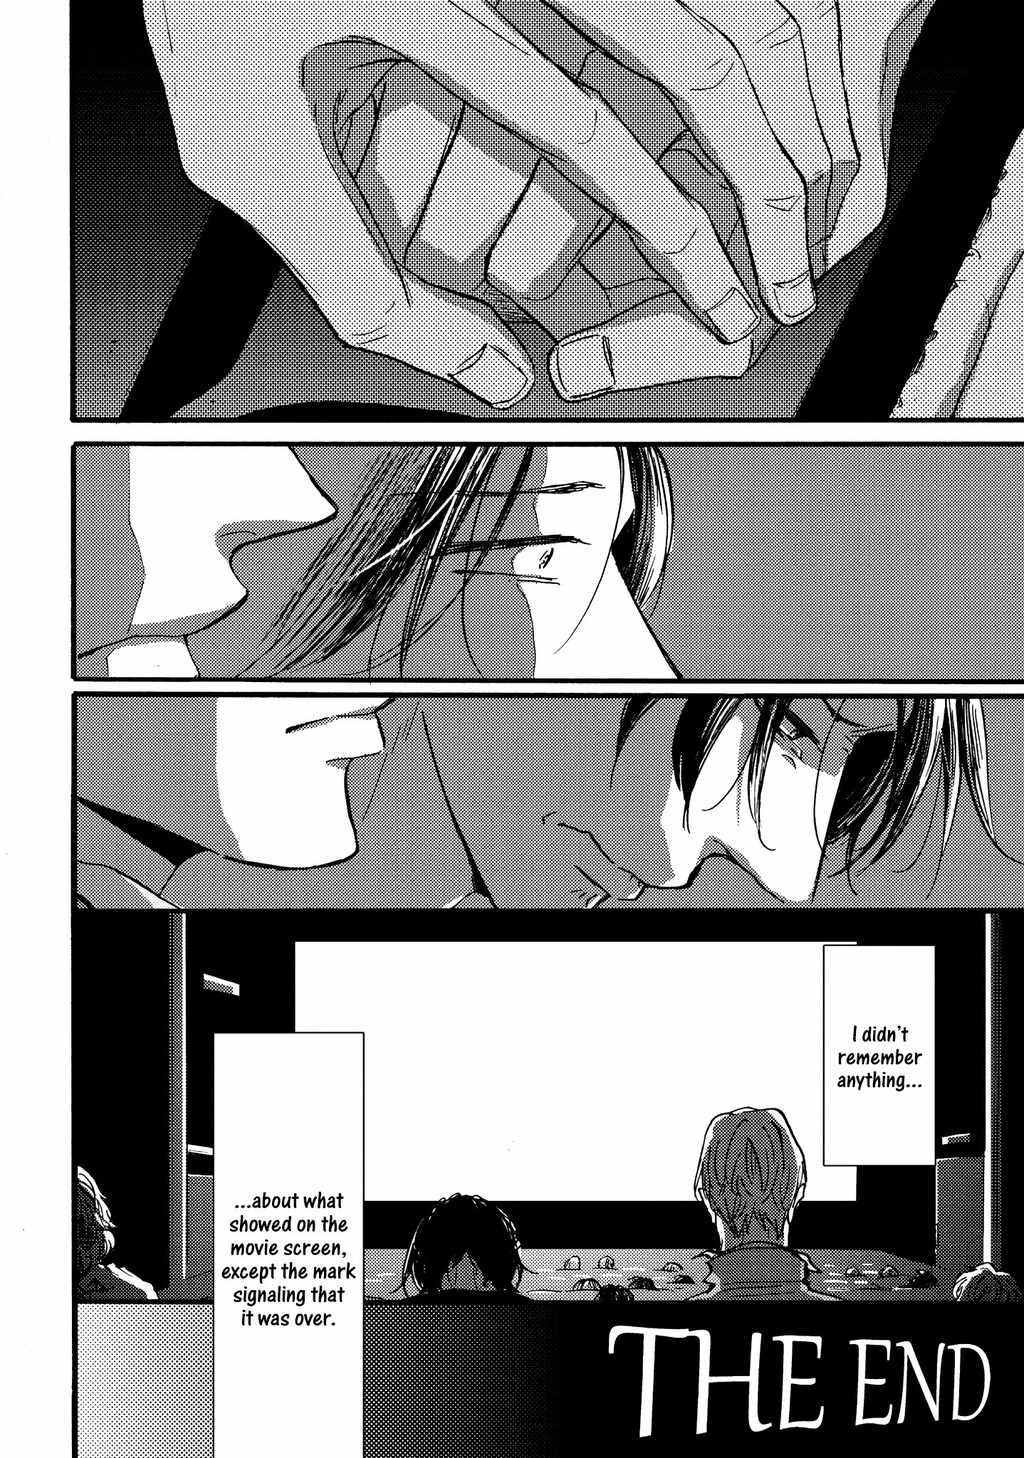 I didn't
remember
anything...
...about what
showed on the
movie screen,
except the mark
signaling that
it was over.
THE END